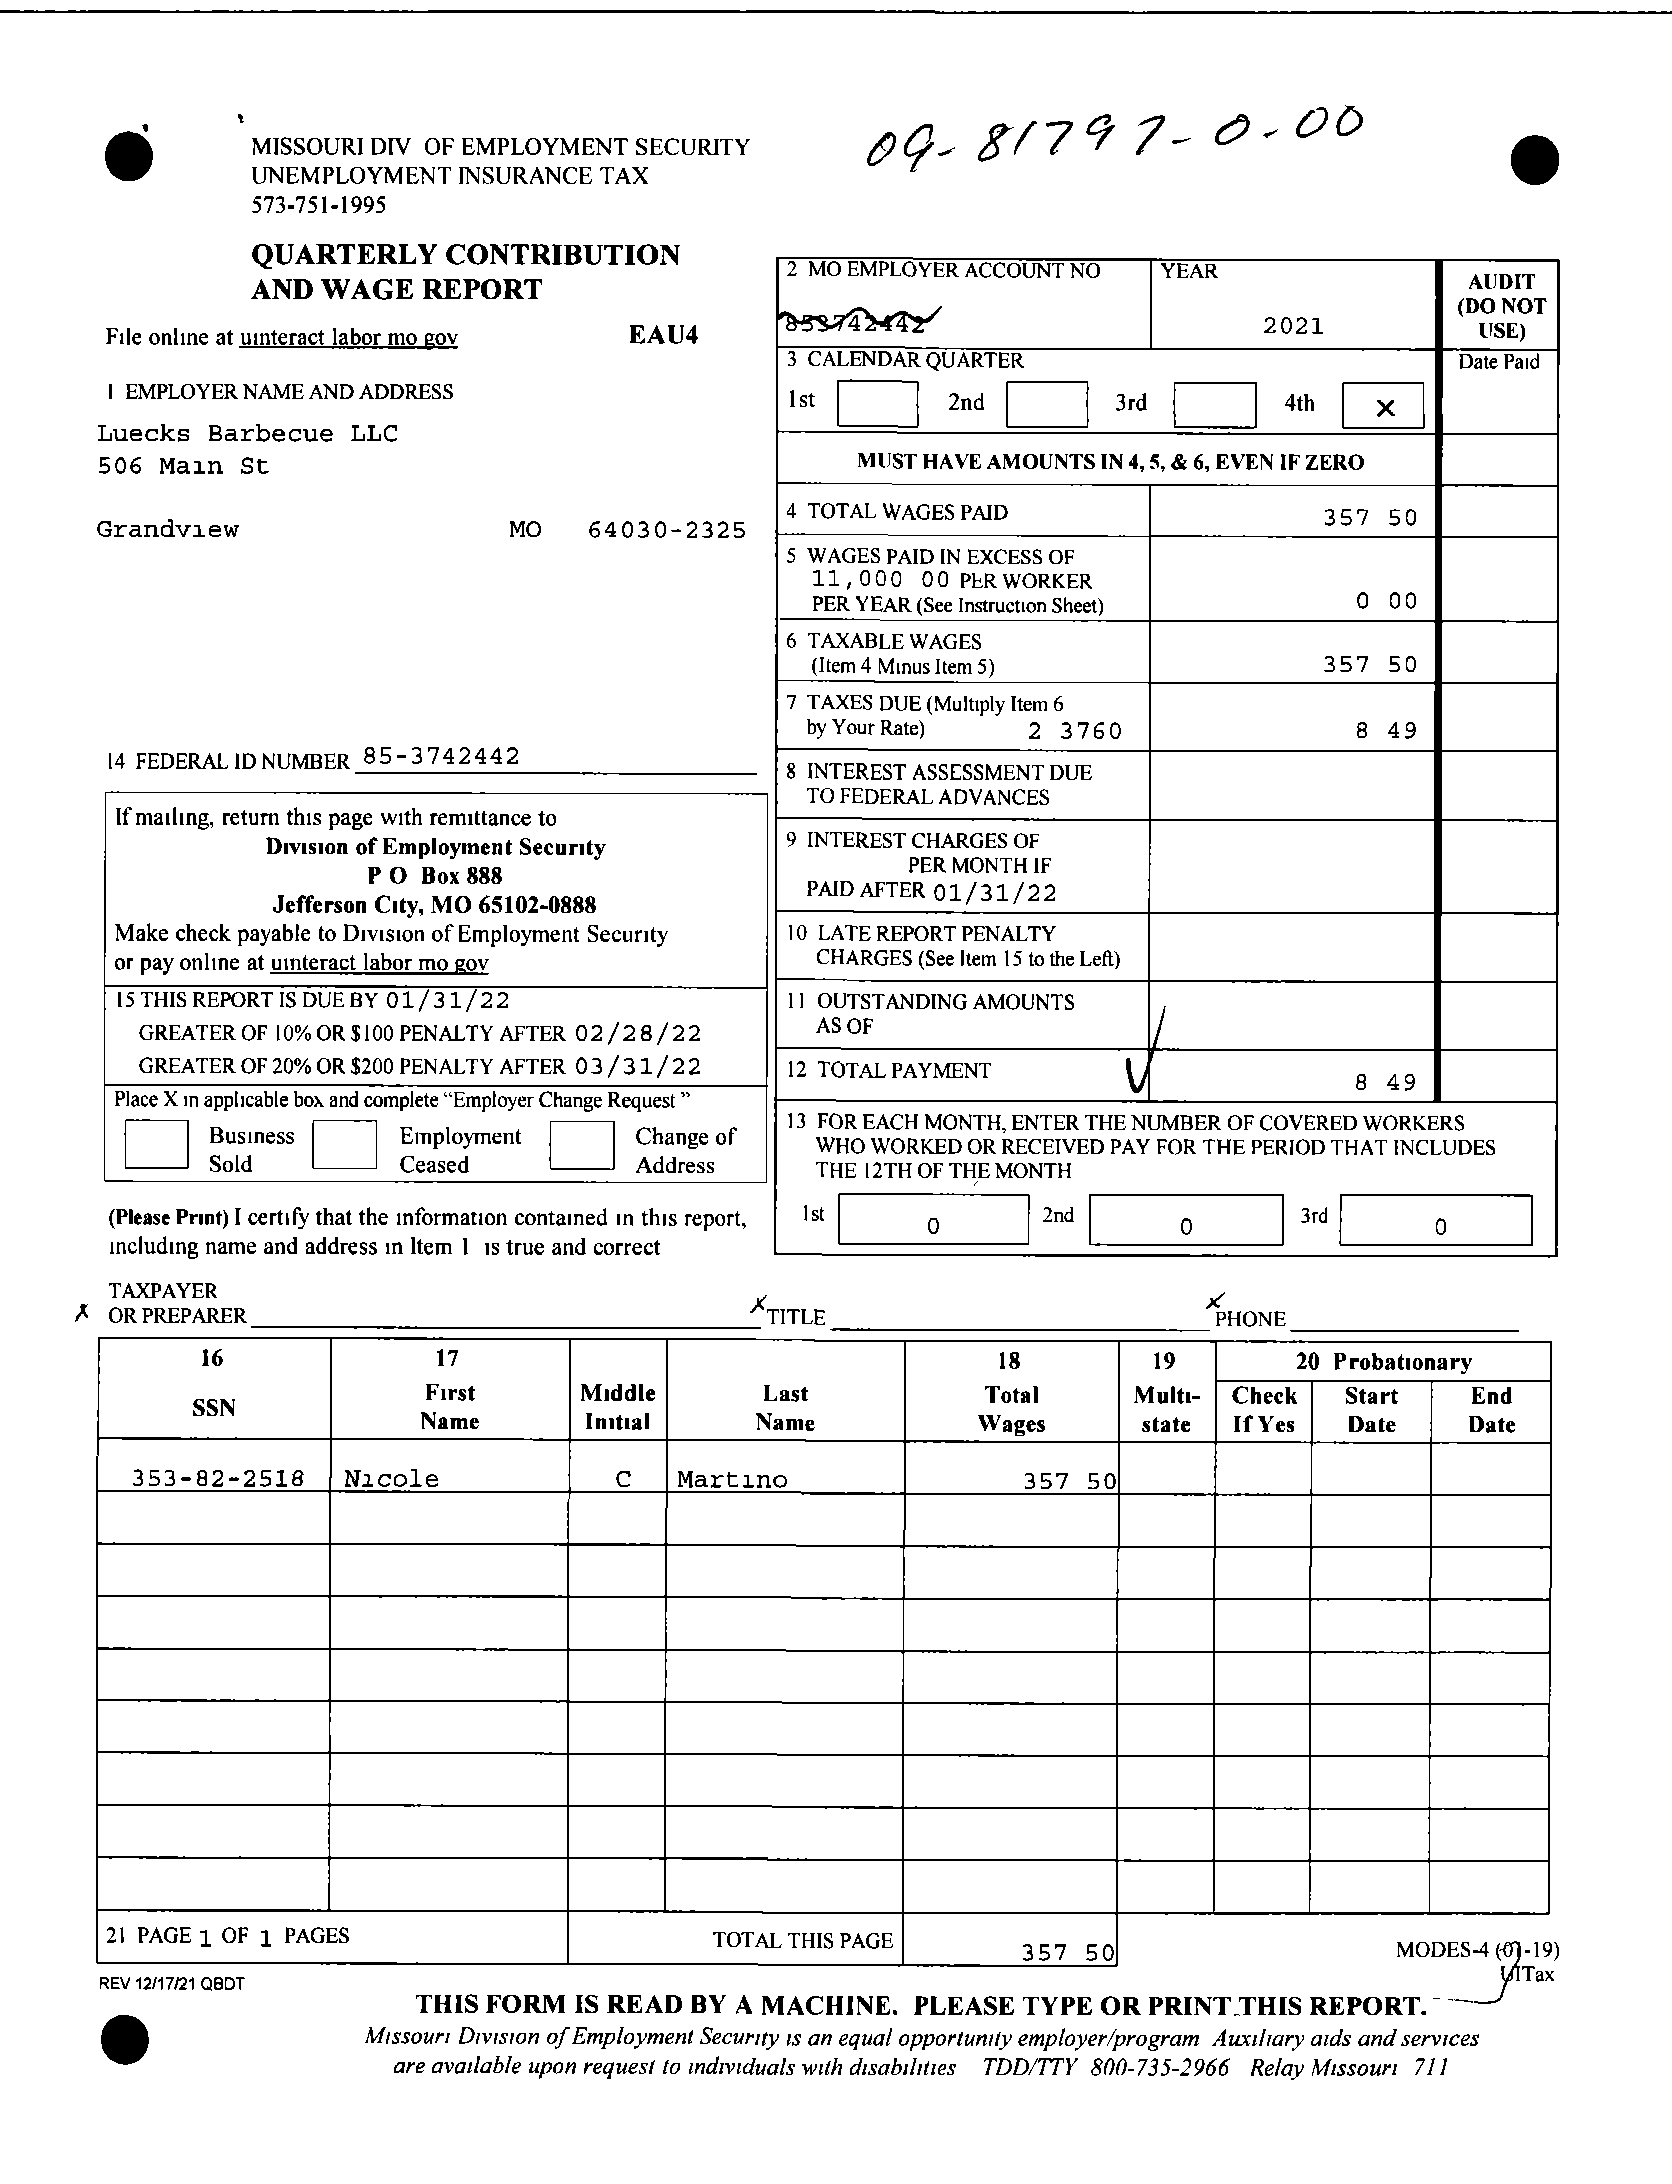 MISSOURI DIV OF EMPLOYMENT SECURITY
UNEMPLOYMENT INSURANCE TAX
573-751-1995
09-81797-0-00
QUARTERLY CONTRIBUTION
AND WAGE REPORT
File online at uinteract labor mo gov
EAU4
1 EMPLOYER NAME AND ADDRESS
Luecks Barbecue LLC
506 Main St
Grandview MO 64030-2325
14 FEDERAL ID NUMBER 85-3742442
If mailing, return this page with remittance to
Division of Employment Security
P O Box 888
Jefferson City, MO 65102-0888
Make check payable to Division of Employment Security
or pay online at uinteract labor mo gov
15 THIS REPORT IS DUE BY 01/31/22
GREATER OF 10% OR $100 PENALTY AFTER 02/28/22
GREATER OF 20% OR $200 PENALTY AFTER 03/31/22
Place X in applicable box and complete “Employer Change Request ”
Business Sold
Employment Ceased
Change of Address
(Please Print) I certify that the information contained in this report,
including name and address in Item 1 is true and correct
2 MO EMPLOYER ACCOUNT NO
853742442
YEAR
2021
AUDIT
(DO NOT
USE)
Date Paid
3 CALENDAR QUARTER
1st 2nd 3rd 4th X
MUST HAVE AMOUNTS IN 4, 5, & 6, EVEN IF ZERO
4 TOTAL WAGES PAID 357 50
5 WAGES PAID IN EXCESS OF
11,000 00 PER WORKER
PER YEAR (See Instruction Sheet) 0 00
6 TAXABLE WAGES
(Item 4 Minus Item 5) 357 50
7 TAXES DUE (Multiply Item 6
by Your Rate) 2 3760 8 49
8 INTEREST ASSESSMENT DUE
TO FEDERAL ADVANCES
9 INTEREST CHARGES OF
PER MONTH IF
PAID AFTER 01/31/22
10 LATE REPORT PENALTY
CHARGES (See Item 15 to the Left)
11 OUTSTANDING AMOUNTS
AS OF
12 TOTAL PAYMENT 8 49
13 FOR EACH MONTH, ENTER THE NUMBER OF COVERED WORKERS
WHO WORKED OR RECEIVED PAY FOR THE PERIOD THAT INCLUDES
THE 12TH OF THE MONTH
1st 0 2nd 0 3rd 0
TAXPAYER
X OR PREPARER X TITLE X PHONE
16 17 18 19 20 Probationary
SSN First Name Middle Initial Last Name Total Wages Multi-state Check If Yes Start Date End Date
353-82-2518 Nicole C Martino 357 50
21 PAGE 1 OF 1 PAGES TOTAL THIS PAGE 357 50
MODES-4 (01-19)
UITax
REV 12/17/21 QBDT
THIS FORM IS READ BY A MACHINE. PLEASE TYPE OR PRINT THIS REPORT.
Missouri Division of Employment Security is an equal opportunity employer/program Auxiliary aids and services
are available upon request to individuals with disabilities TDD/TTY 800-735-2966 Relay Missouri 711